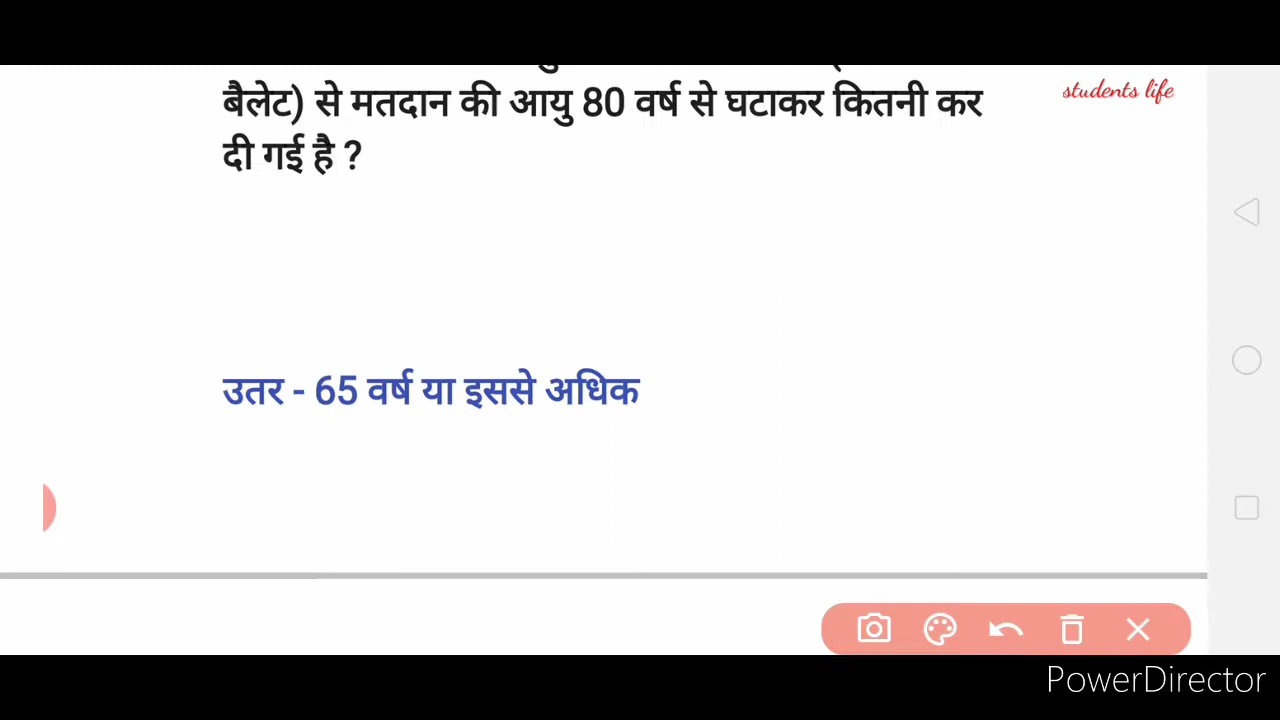 बैलेट) से मतदान की आयु 80 वर्ष से घटाकर कितनी कर
students life
दी गई है ?
उतर - 65 वर्ष या इससे अधिक
PowerDirector